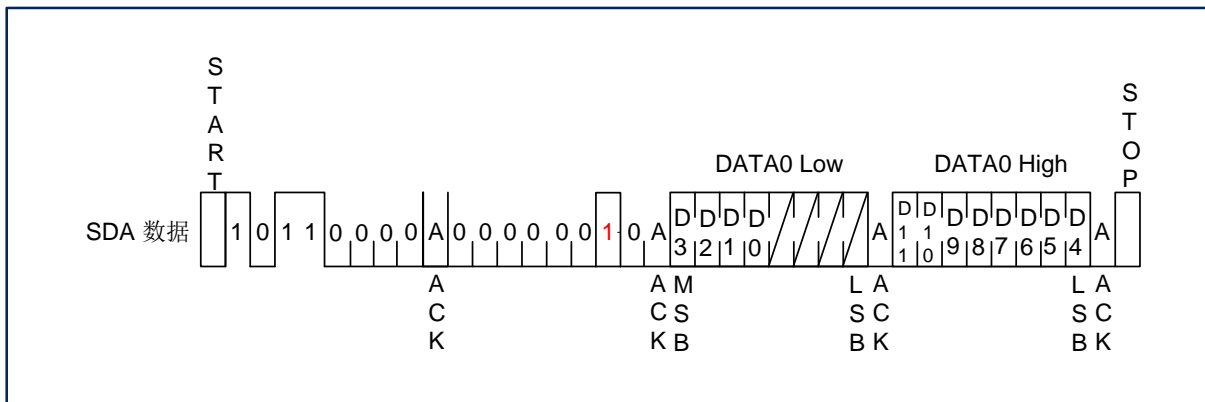 START
STOP
DATA0 Low DATA0 High
SDA 数据 1 0 1 1 0 0 0 0 A 0 0 0 0 0 0 1 0 A D3 D2 D1 D0 A D11 D10 D9 D8 D7 D6 D5 D4 A
ACK ACK MSB LSB ACK LSB ACK